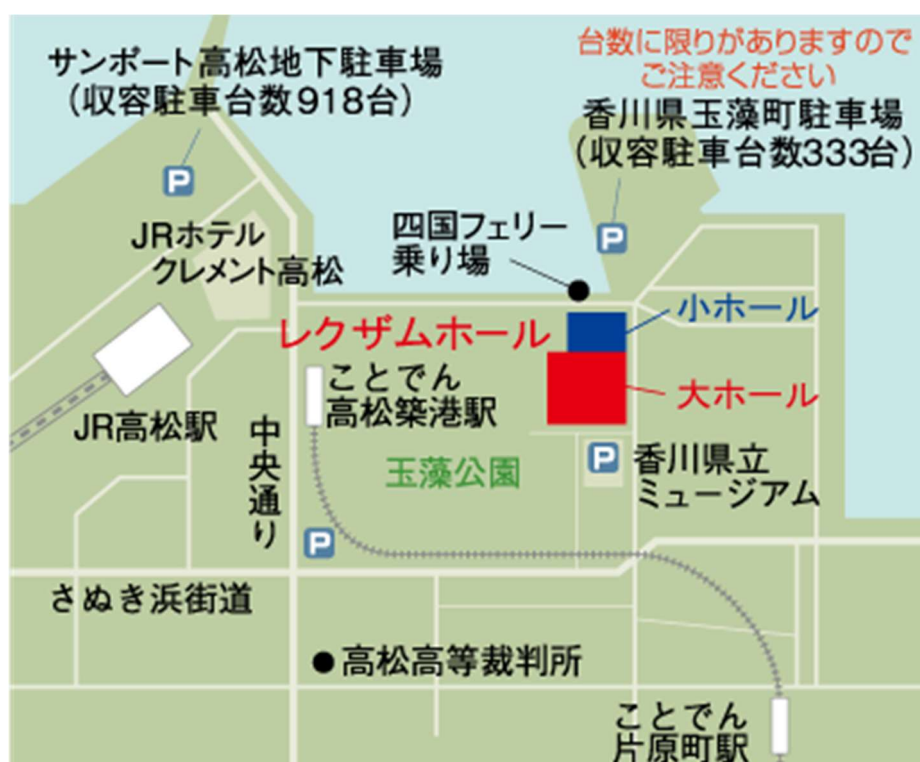 サンポート高松地下駐車場
（収容駐車台数918台）
台数に限りがありますので
ご注意ください
香川県玉藻町駐車場
（収容駐車台数333台）
P
P
JRホテル
クレメント高松
四国フェリー
乗り場
小ホール
レクザムホール
大ホール
ことでん
高松築港駅
JR高松駅
中央通り
玉藻公園
P
香川県立
ミュージアム
P
さぬき浜街道
高松高等裁判所
ことでん
片原町駅